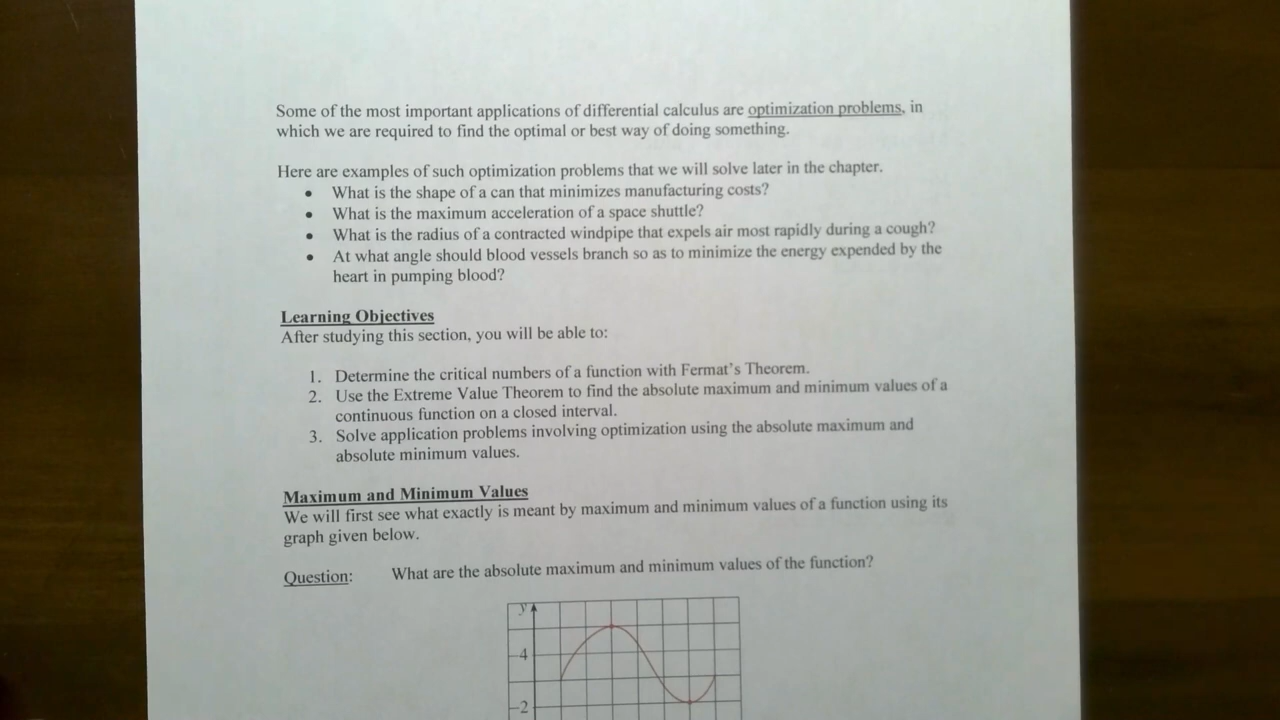 Some of the most important applications of differential calculus are optimization problems, in
which we are required to find the optimal or best way of doing something.
Here are examples of such optimization problems that we will solve later in the chapter.
• What is the shape of a can that minimizes manufacturing costs?
• What is the maximum acceleration of a space shuttle?
• What is the radius of a contracted windpipe that expels air most rapidly during a cough?
• At what angle should blood vessels branch so as to minimize the energy expended by the
heart in pumping blood?
Learning Objectives
After studying this section, you will be able to:
1. Determine the critical numbers of a function with Fermat's Theorem.
2. Use the Extreme Value Theorem to find the absolute maximum and minimum values of a
continuous function on a closed interval.
3. Solve application problems involving optimization using the absolute maximum and
absolute minimum values.
Maximum and Minimum Values
We will first see what exactly is meant by maximum and minimum values of a function using its
graph given below.
Question: What are the absolute maximum and minimum values of the function?
y
4
2